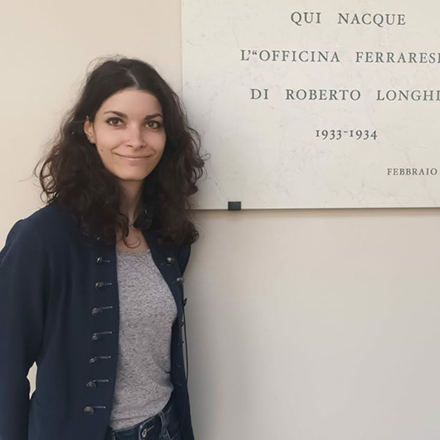 QUI NACQUE
L'"OFFICINA FERRARESE
DI ROBERTO LONGHI
1933-1934
FEBBRAIO